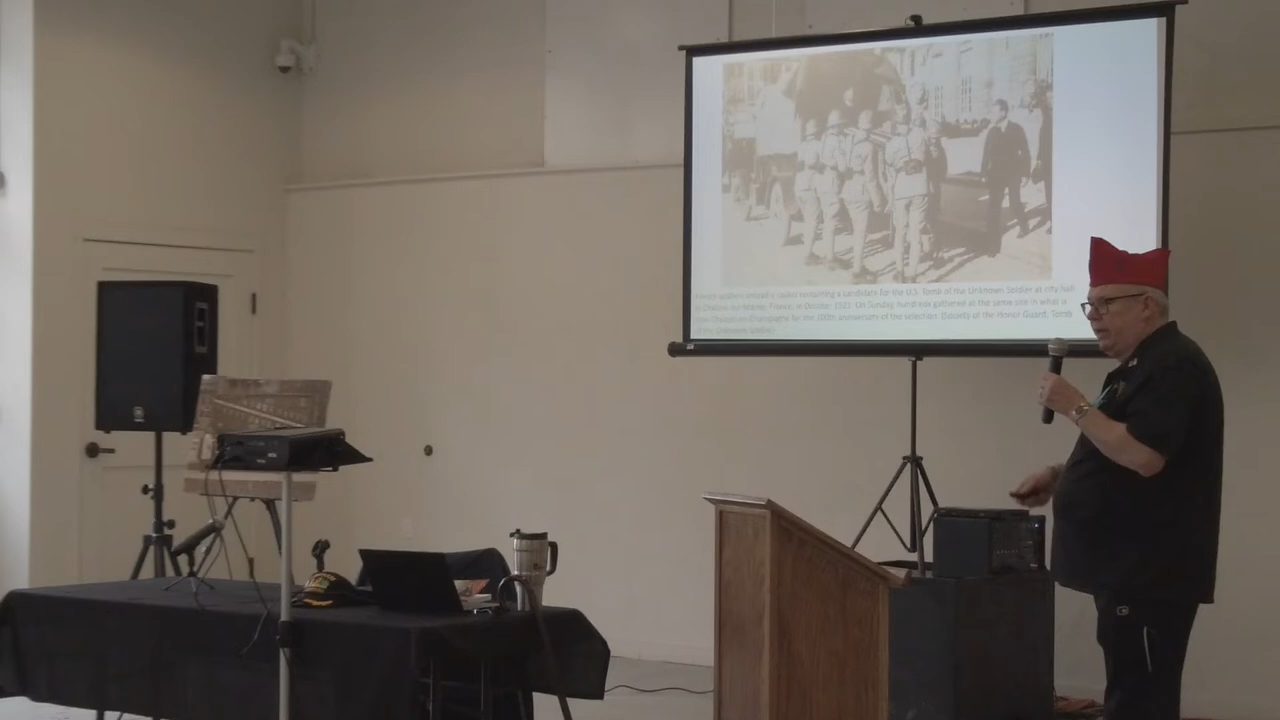 French soldiers unload a casket containing a candidate for the U.S. Tomb of the Unknown Soldier at city hall
in Chalons-sur-Marne, France, in October 1921. On Sunday, hundreds gathered at the same site in what is
now Chalons-en-Champagne for the 100th anniversary of the selection. (Society of the Honor Guard, Tomb
of the Unknown Soldier)